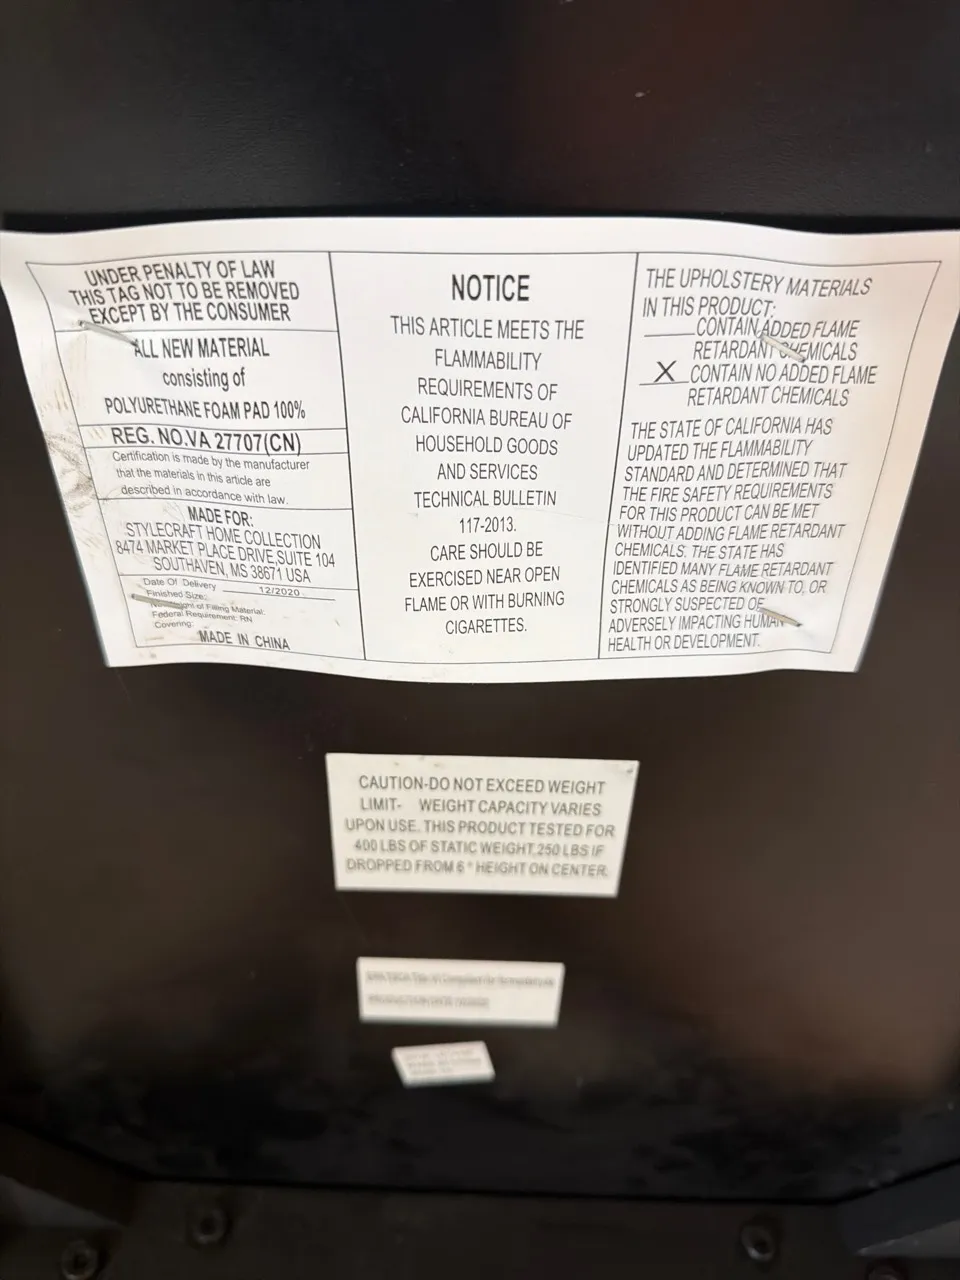 UNDER PENALTY OF LAW
THIS TAG NOT TO BE REMOVED
EXCEPT BY THE CONSUMER
ALL NEW MATERIAL
consisting of
POLYURETHANE FOAM PAD 100%
REG. NO.VA 27707(CN)
Certification is made by the manufacturer
that the materials in this article are
described in accordance with law.
MADE FOR:
STYLECRAFT HOME COLLECTION
8474 MARKET PLACE DRIVE,SUITE 104
SOUTHAVEN, MS 38671 USA
Date Of Delivery 12/2020
Finished Size:
of Filling Material:
Federal Requirement: RN
Covering:
MADE IN CHINA
NOTICE
THIS ARTICLE MEETS THE
FLAMMABILITY
REQUIREMENTS OF
CALIFORNIA BUREAU OF
HOUSEHOLD GOODS
AND SERVICES
TECHNICAL BULLETIN
117-2013.
CARE SHOULD BE
EXERCISED NEAR OPEN
FLAME OR WITH BURNING
CIGARETTES.
THE UPHOLSTERY MATERIALS
IN THIS PRODUCT:
____CONTAIN ADDED FLAME
RETARDANT CHEMICALS
X CONTAIN NO ADDED FLAME
RETARDANT CHEMICALS
THE STATE OF CALIFORNIA HAS
UPDATED THE FLAMMABILITY
STANDARD AND DETERMINED THAT
THE FIRE SAFETY REQUIREMENTS
FOR THIS PRODUCT CAN BE MET
WITHOUT ADDING FLAME RETARDANT
CHEMICALS. THE STATE HAS
IDENTIFIED MANY FLAME RETARDANT
CHEMICALS AS BEING KNOWN TO, OR
STRONGLY SUSPECTED OF
ADVERSELY IMPACTING HUMAN
HEALTH OR DEVELOPMENT.
CAUTION-DO NOT EXCEED WEIGHT
LIMIT- WEIGHT CAPACITY VARIES
UPON USE. THIS PRODUCT TESTED FOR
400 LBS OF STATIC WEIGHT,250 LBS IF
DROPPED FROM 6" HEIGHT ON CENTER.